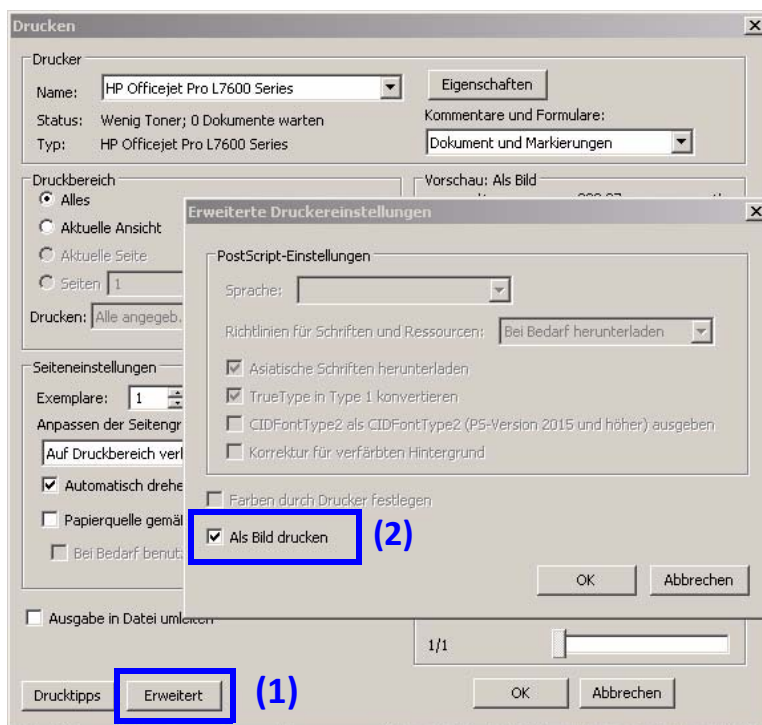 Drucken
Drucker
Name: HP Officejet Pro L7600 Series
Eigenschaften
Status: Wenig Toner; 0 Dokumente warten
Kommentare und Formulare:
Typ: HP Officejet Pro L7600 Series
Dokument und Markierungen
Druckbereich
Vorschau: Als Bild
Alles
Aktuelle Ansicht
Aktuelle Seite
Seiten 1
Drucken: Alle angegeb.
Erweiterte Druckereinstellungen
PostScript-Einstellungen
Sprache:
Richtlinien für Schriften und Ressourcen: Bei Bedarf herunterladen
Asiatische Schriften herunterladen
TrueType in Type 1 konvertieren
CIDFontType2 als CIDFontType2 (PS-Version 2015 und höher) ausgeben
Korrektur für verfärbten Hintergrund
Farben durch Drucker festlegen
Als Bild drucken (2)
OK Abbrechen
Seiteneinstellungen
Exemplare: 1
Anpassen der Seitengr
Auf Druckbereich verl
Automatisch drehe
Papierquelle gemäl
Bei Bedarf benut
Ausgabe in Datei umleiten
1/1
Drucktipps Erweitert (1) OK Abbrechen